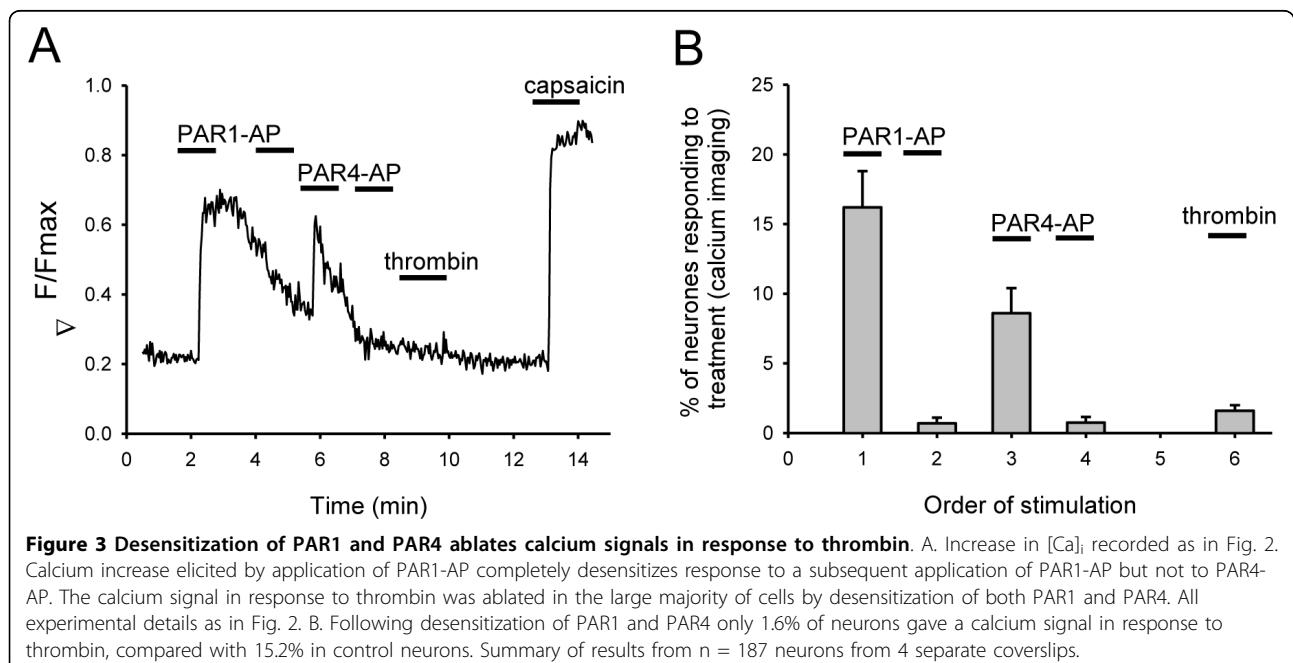 A
B
1.0
0.8
0.6
0.4
0.2
0.0
∇ F/Fmax
PAR1-AP
PAR4-AP
thrombin
capsaicin
0 2 4 6 8 10 12 14
Time (min)
25
20
15
10
5
0
% of neurones responding to
treatment (calcium imaging)
PAR1-AP
PAR4-AP
thrombin
0 1 2 3 4 5 6
Order of stimulation
Figure 3 Desensitization of PAR1 and PAR4 ablates calcium signals in response to thrombin. A. Increase in [Ca]i recorded as in Fig. 2.
Calcium increase elicited by application of PAR1-AP completely desensitizes response to a subsequent application of PAR1-AP but not to PAR4-
AP. The calcium signal in response to thrombin was ablated in the large majority of cells by desensitization of both PAR1 and PAR4. All
experimental details as in Fig. 2. B. Following desensitization of PAR1 and PAR4 only 1.6% of neurons gave a calcium signal in response to
thrombin, compared with 15.2% in control neurons. Summary of results from n = 187 neurons from 4 separate coverslips.